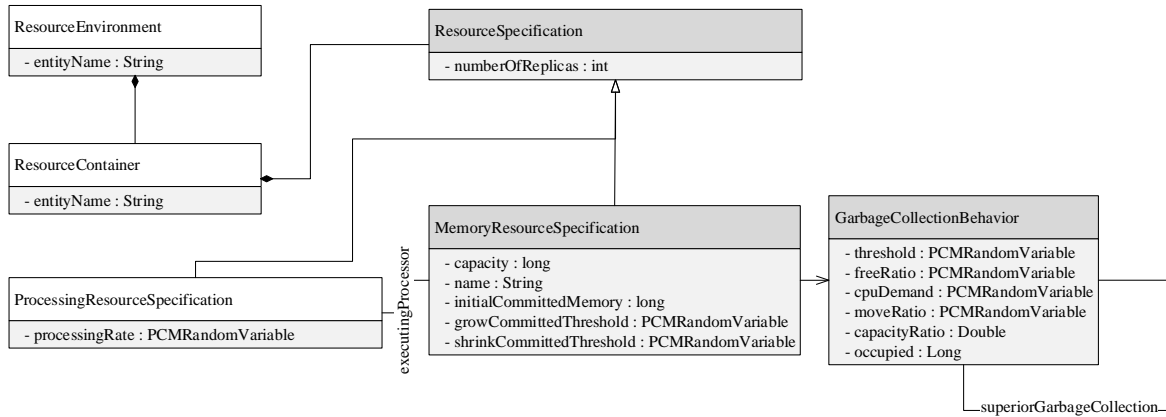 ResourceEnvironment
- entityName : String
ResourceSpecification
- numberOfReplicas : int
ResourceContainer
- entityName : String
MemoryResourceSpecification
- capacity : long
- name : String
- initialCommittedMemory : long
- growCommittedThreshold : PCMRandomVariable
- shrinkCommittedThreshold : PCMRandomVariable
GarbageCollectionBehavior
- threshold : PCMRandomVariable
- freeRatio : PCMRandomVariable
- cpuDemand : PCMRandomVariable
- moveRatio : PCMRandomVariable
- capacityRatio : Double
- occupied : Long
ProcessingResourceSpecification
- processingRate : PCMRandomVariable
executingProcessor
superiorGarbageCollection